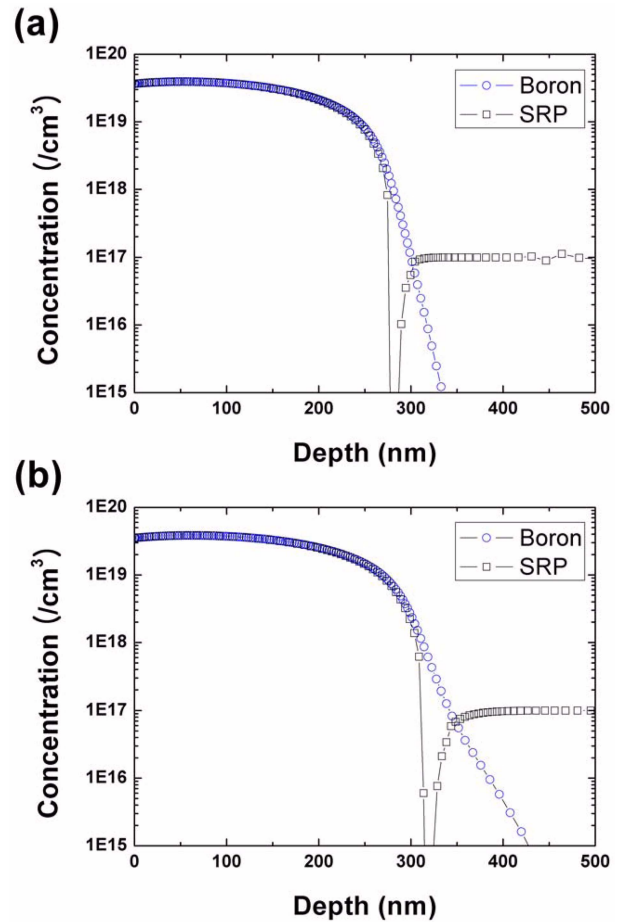 (a)
1E20
1E19
1E18
1E17
1E16
1E15
Concentration (/cm³)
Boron
SRP
0 100 200 300 400 500
Depth (nm)
(b)
1E20
1E19
1E18
1E17
1E16
1E15
Concentration (/cm³)
Boron
SRP
0 100 200 300 400 500
Depth (nm)